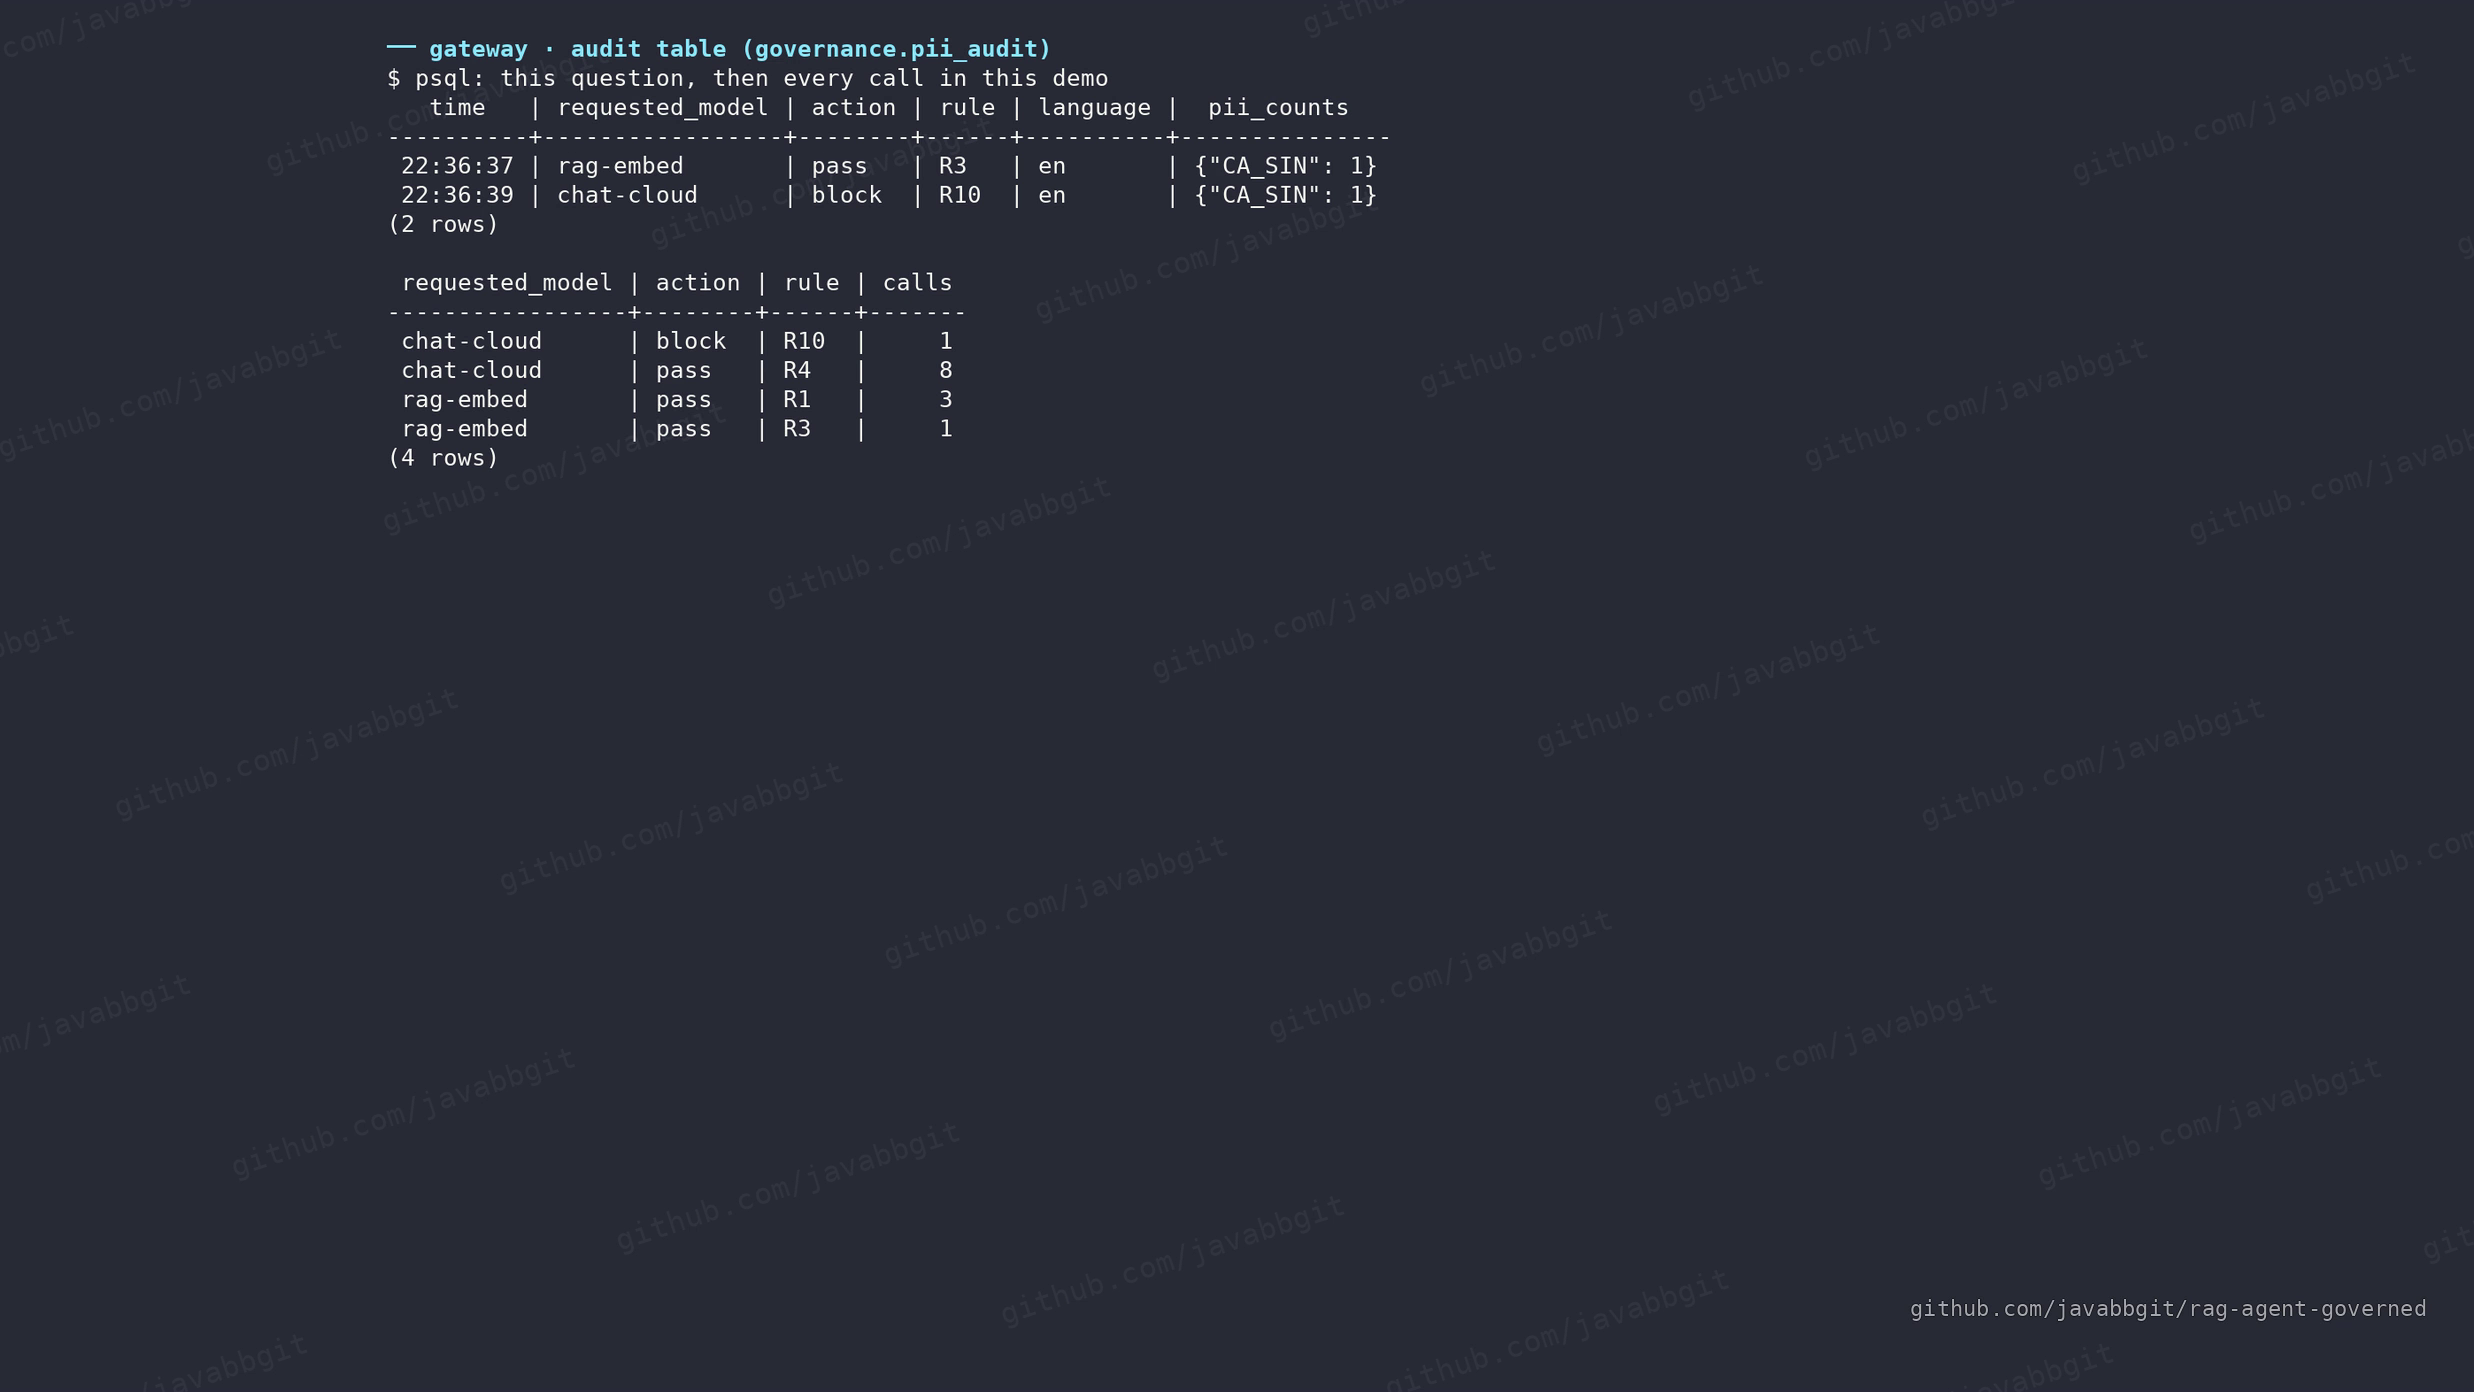 ── gateway · audit table (governance.pii_audit)
$ psql: this question, then every call in this demo
   time   | requested_model | action | rule | language |  pii_counts
----------+-----------------+--------+------+----------+---------------
 22:36:37 | rag-embed       | pass   | R3   | en       | {"CA_SIN": 1}
 22:36:39 | chat-cloud      | block  | R10  | en       | {"CA_SIN": 1}
(2 rows)

 requested_model | action | rule | calls
-----------------+--------+------+-------
 chat-cloud      | block  | R10  |     1
 chat-cloud      | pass   | R4   |     8
 rag-embed       | pass   | R1   |     3
 rag-embed       | pass   | R3   |     1
(4 rows)
github.com/javabbgit
github.com/javabbgit/rag-agent-governed